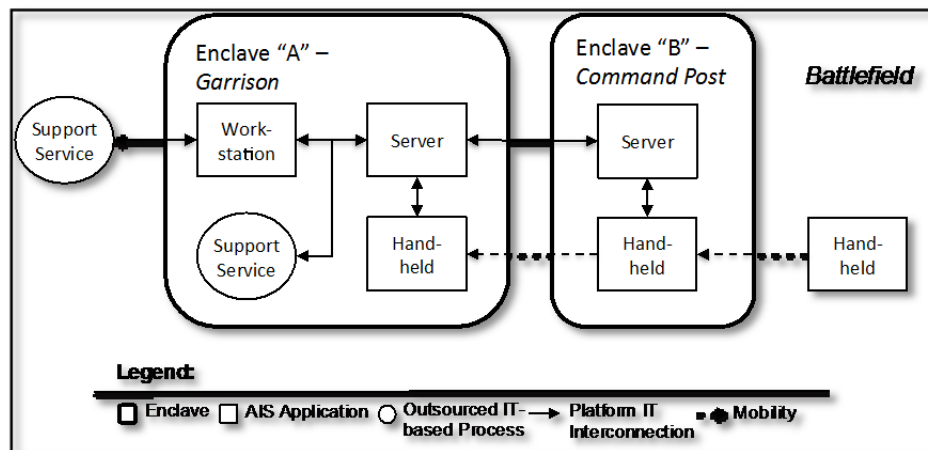 Enclave “A” –
Garrison
Enclave “B” –
Command Post
Battlefield
Support
Service
Work-
station
Server
Server
Support
Service
Hand-
held
Hand-
held
Hand-
held
Legend:
Enclave
AIS Application
Outsourced IT-
based Process
Platform IT
Interconnection
Mobility